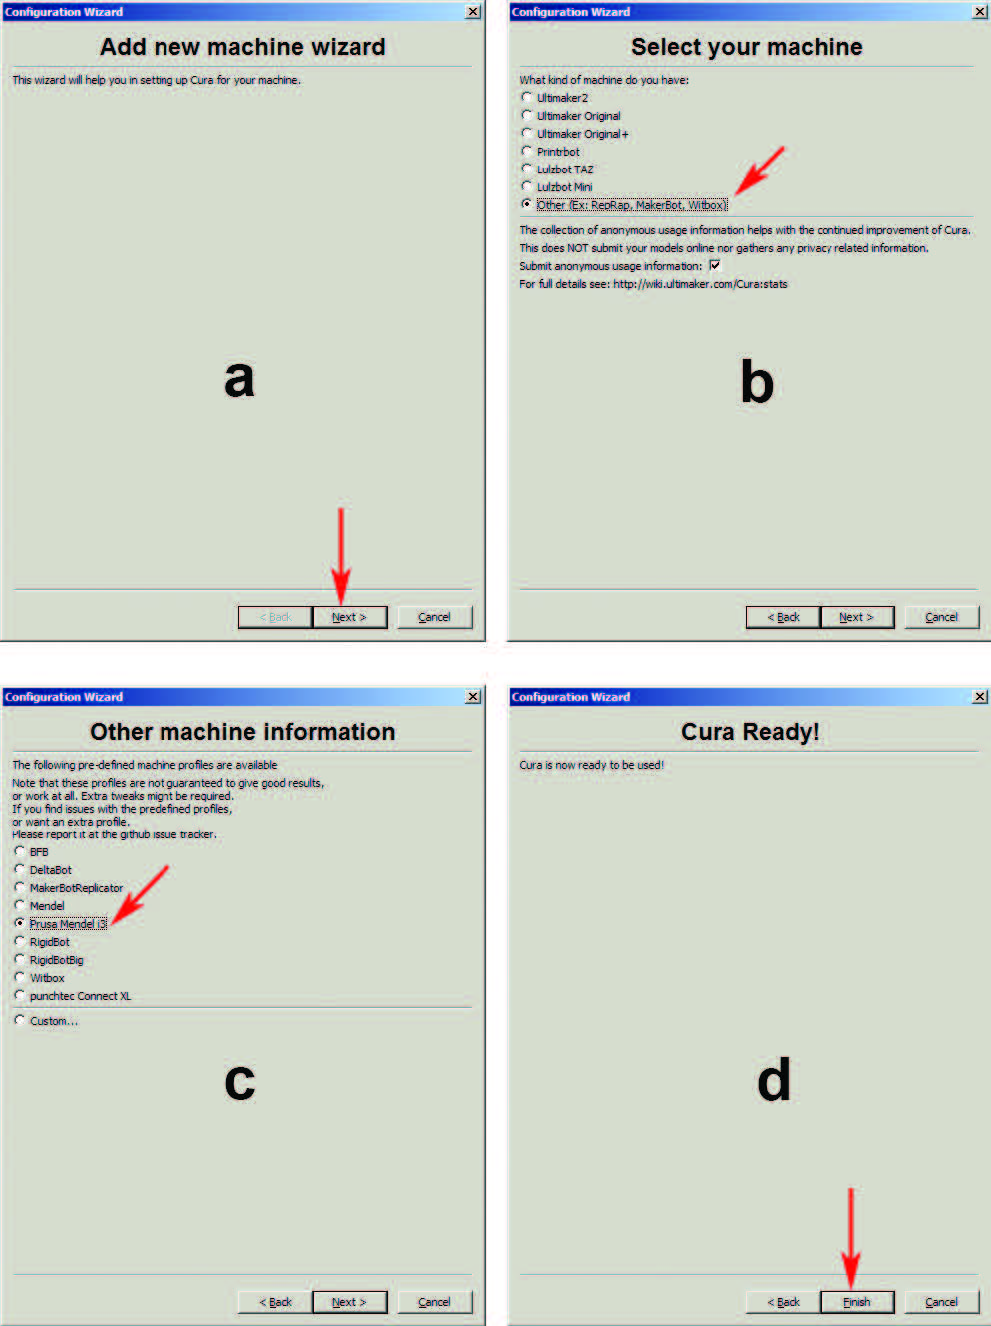 Configuration Wizard
Add new machine wizard
This wizard will help you in setting up Cura for your machine.
a
< Back
Next >
Cancel
Configuration Wizard
Select your machine
What kind of machine do you have:
Ultimaker2
Ultimaker Original
Ultimaker Original+
Printrbot
Lulzbot TAZ
Lulzbot Mini
Other (Ex: RepRap, MakerBot, Witbox)
The collection of anonymous usage information helps with the continued improvement of Cura.
This does NOT submit your models online nor gathers any privacy related information.
Submit anonymous usage information:
For full details see: http://wiki.ultimaker.com/Cura:stats
b
< Back
Next >
Cancel
Configuration Wizard
Other machine information
The following pre-defined machine profiles are available
Note that these profiles are not guaranteed to give good results,
or work at all. Extra tweaks might be required.
If you find issues with the predefined profiles,
or want an extra profile.
Please report it at the github issue tracker.
BFB
DeltaBot
MakerBotReplicator
Mendel
Prusa Mendel i3
RigidBot
RigidBotBig
Witbox
punchtec Connect XL
Custom...
c
< Back
Next >
Cancel
Configuration Wizard
Cura Ready!
Cura is now ready to be used!
d
< Back
Finish
Cancel